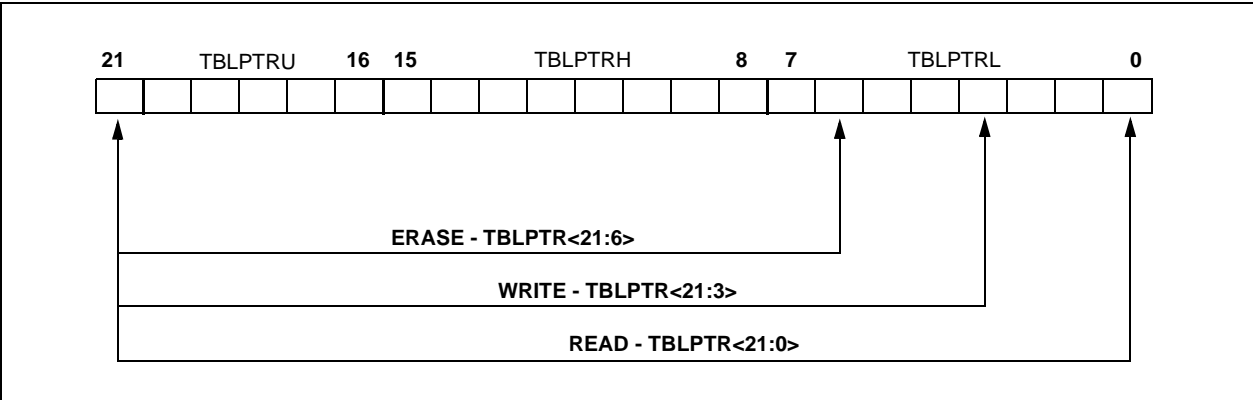 21 TBLPTRU 16 15 TBLPTRH 8 7 TBLPTRL 0
ERASE - TBLPTR<21:6>
WRITE - TBLPTR<21:3>
READ - TBLPTR<21:0>